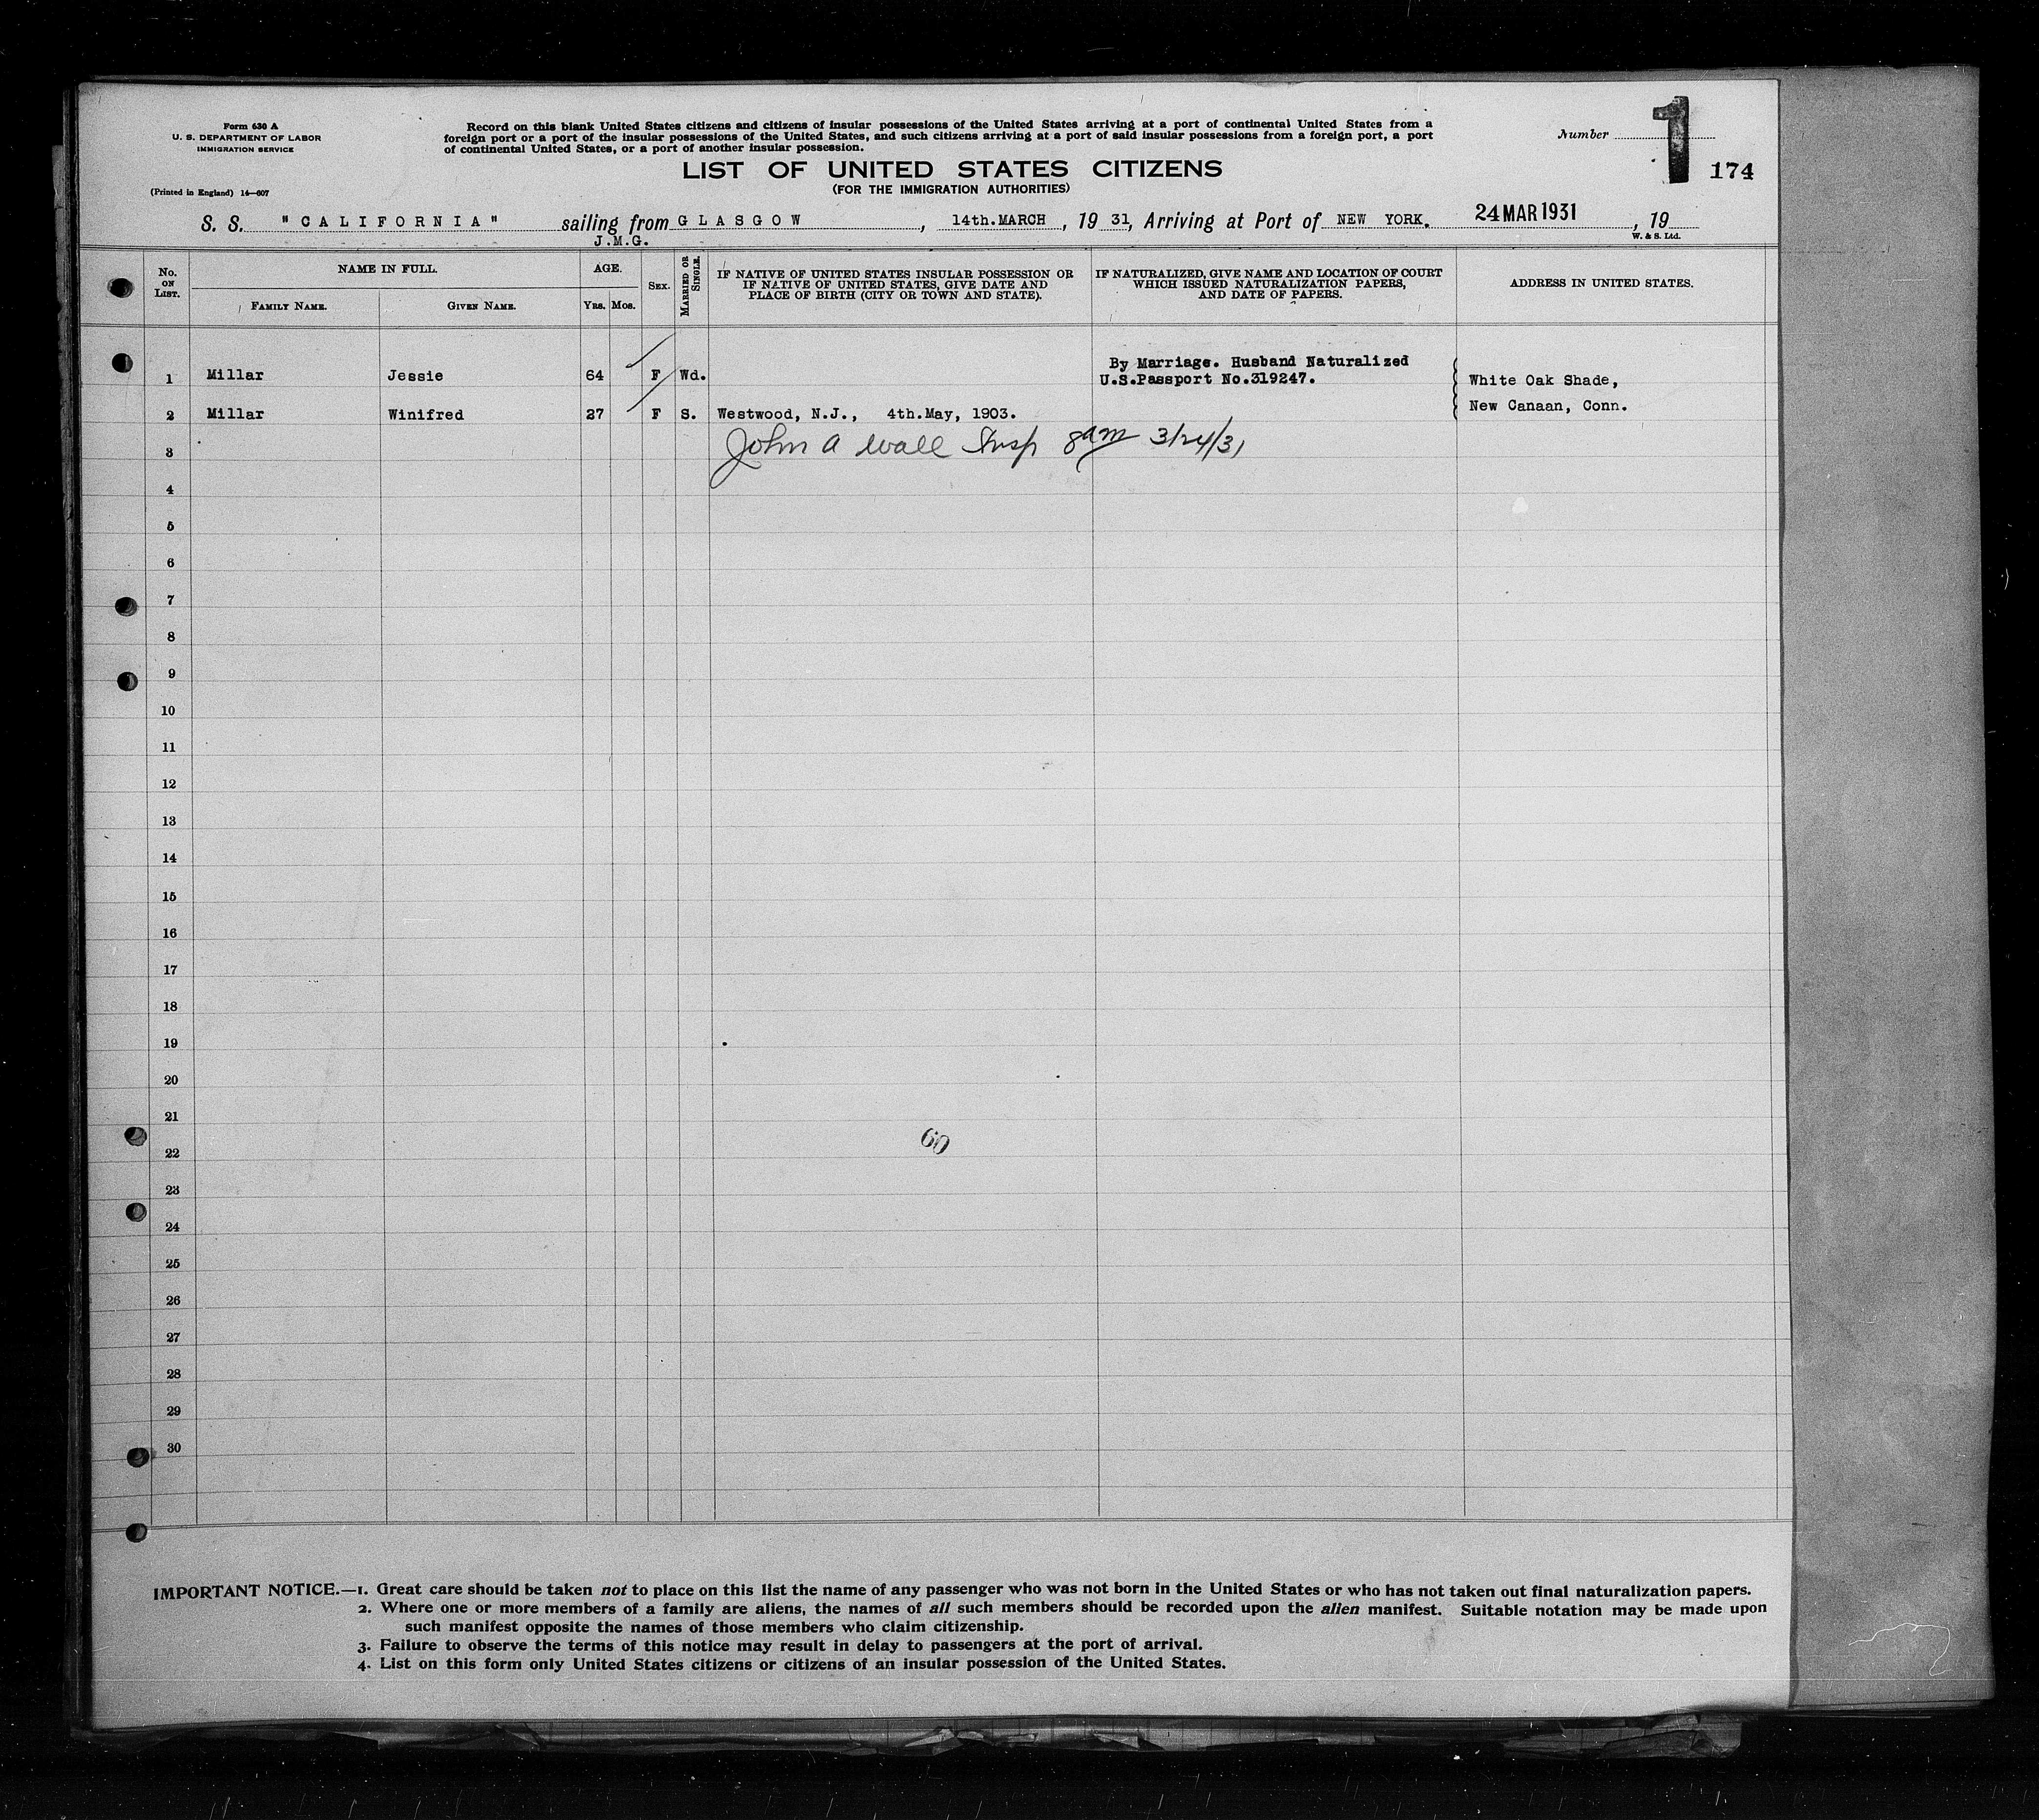 Form 630 A
U. S. DEPARTMENT OF LABOR
IMMIGRATION SERVICE
(Printed in England) 14—607
Record on this blank United States citizens and citizens of insular possessions of the United States arriving at a port of continental United States from a
foreign port or a port of the insular possessions of the United States, and such citizens arriving at a port of said insular possessions from a foreign port, a port
of continental United States, or a port of another insular possession.
Number 1
174
LIST OF UNITED STATES CITIZENS
(FOR THE IMMIGRATION AUTHORITIES)
S. S. "CALIFORNIA" sailing from GLASGOW, 14th.MARCH, 19 31, Arriving at Port of NEW YORK. 24 MAR 1931, 19
J.M.G.
W. & S. Ltd.
No. ON LIST.
NAME IN FULL.
FAMILY NAME.
GIVEN NAME.
AGE.
YRS. MOS.
SEX.
MARRIED OR SINGLE.
IF NATIVE OF UNITED STATES INSULAR POSSESSION OR
IF NATIVE OF UNITED STATES, GIVE DATE AND
PLACE OF BIRTH (CITY OR TOWN AND STATE).
IF NATURALIZED, GIVE NAME AND LOCATION OF COURT
WHICH ISSUED NATURALIZATION PAPERS,
AND DATE OF PAPERS.
ADDRESS IN UNITED STATES.
By Marriage. Husband Naturalized
1 Millar Jessie 64 F Wd. U.S.Passport No.319247. White Oak Shade,
2 Millar Winifred 27 F S. Westwood, N.J., 4th.May, 1903. New Canaan, Conn.
John A Wall Insp 8am 3/24/31
3
4
5
6
7
8
9
10
11
12
13
14
15
16
17
18
19
20
21
60
22
23
24
25
26
27
28
29
30
IMPORTANT NOTICE.—1. Great care should be taken not to place on this list the name of any passenger who was not born in the United States or who has not taken out final naturalization papers.
2. Where one or more members of a family are aliens, the names of all such members should be recorded upon the alien manifest. Suitable notation may be made upon
such manifest opposite the names of those members who claim citizenship.
3. Failure to observe the terms of this notice may result in delay to passengers at the port of arrival.
4. List on this form only United States citizens or citizens of an insular possession of the United States.